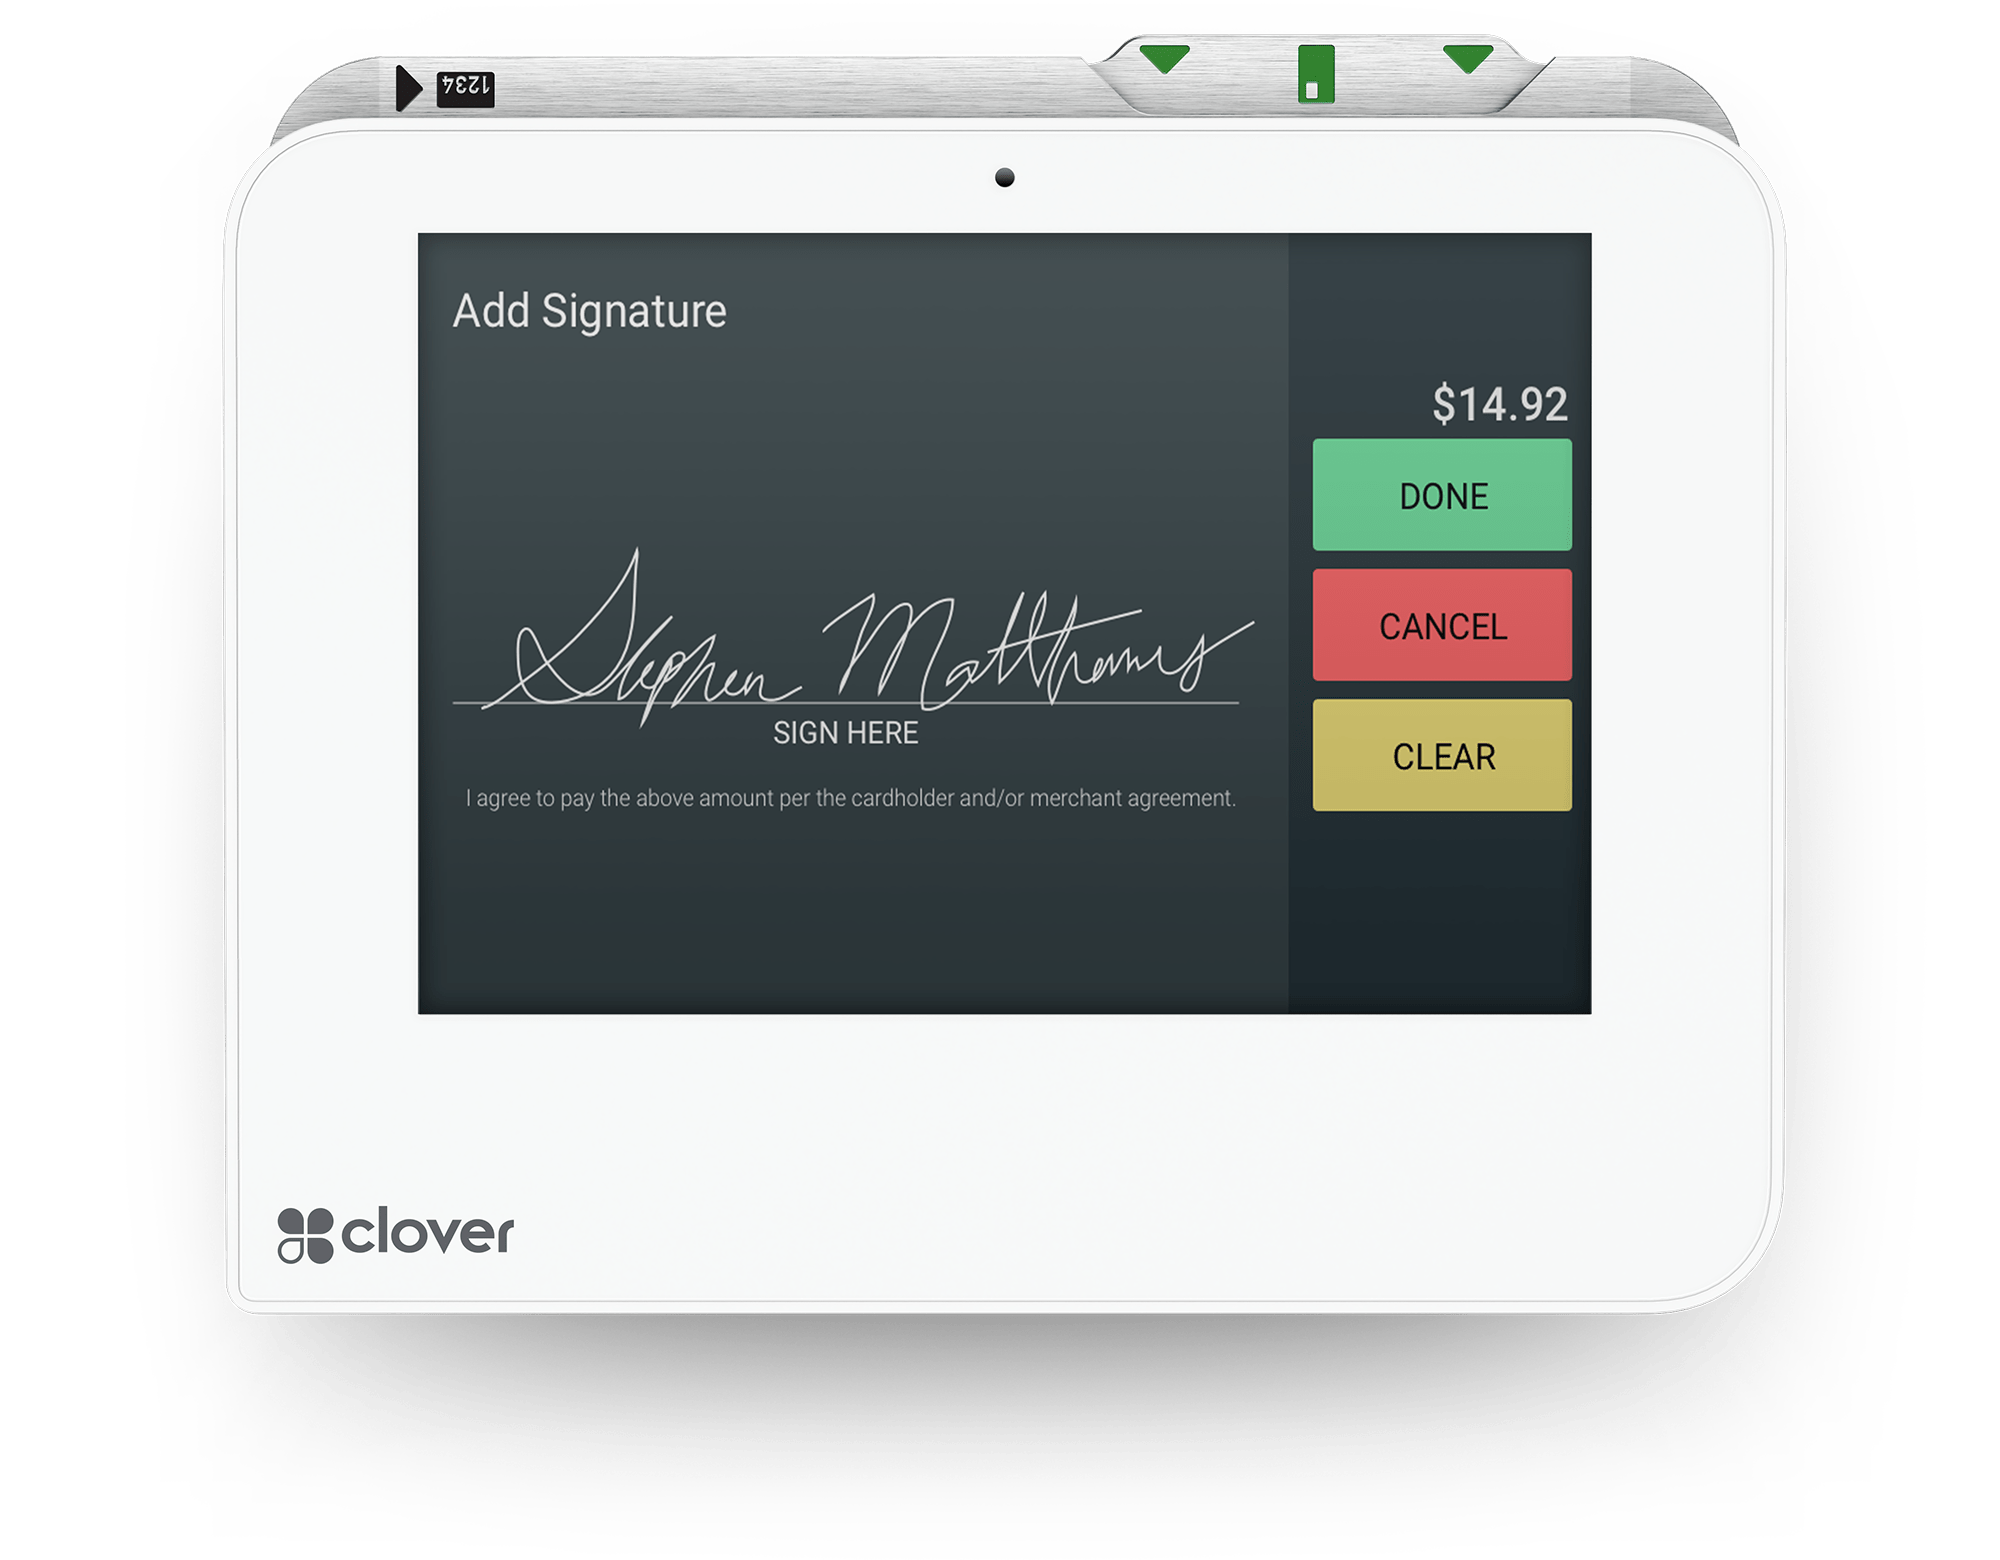 1234
Add Signature
$14.92
DONE
CANCEL
CLEAR
Stephen Matthews
SIGN HERE
I agree to pay the above amount per the cardholder and/or merchant agreement.
clover